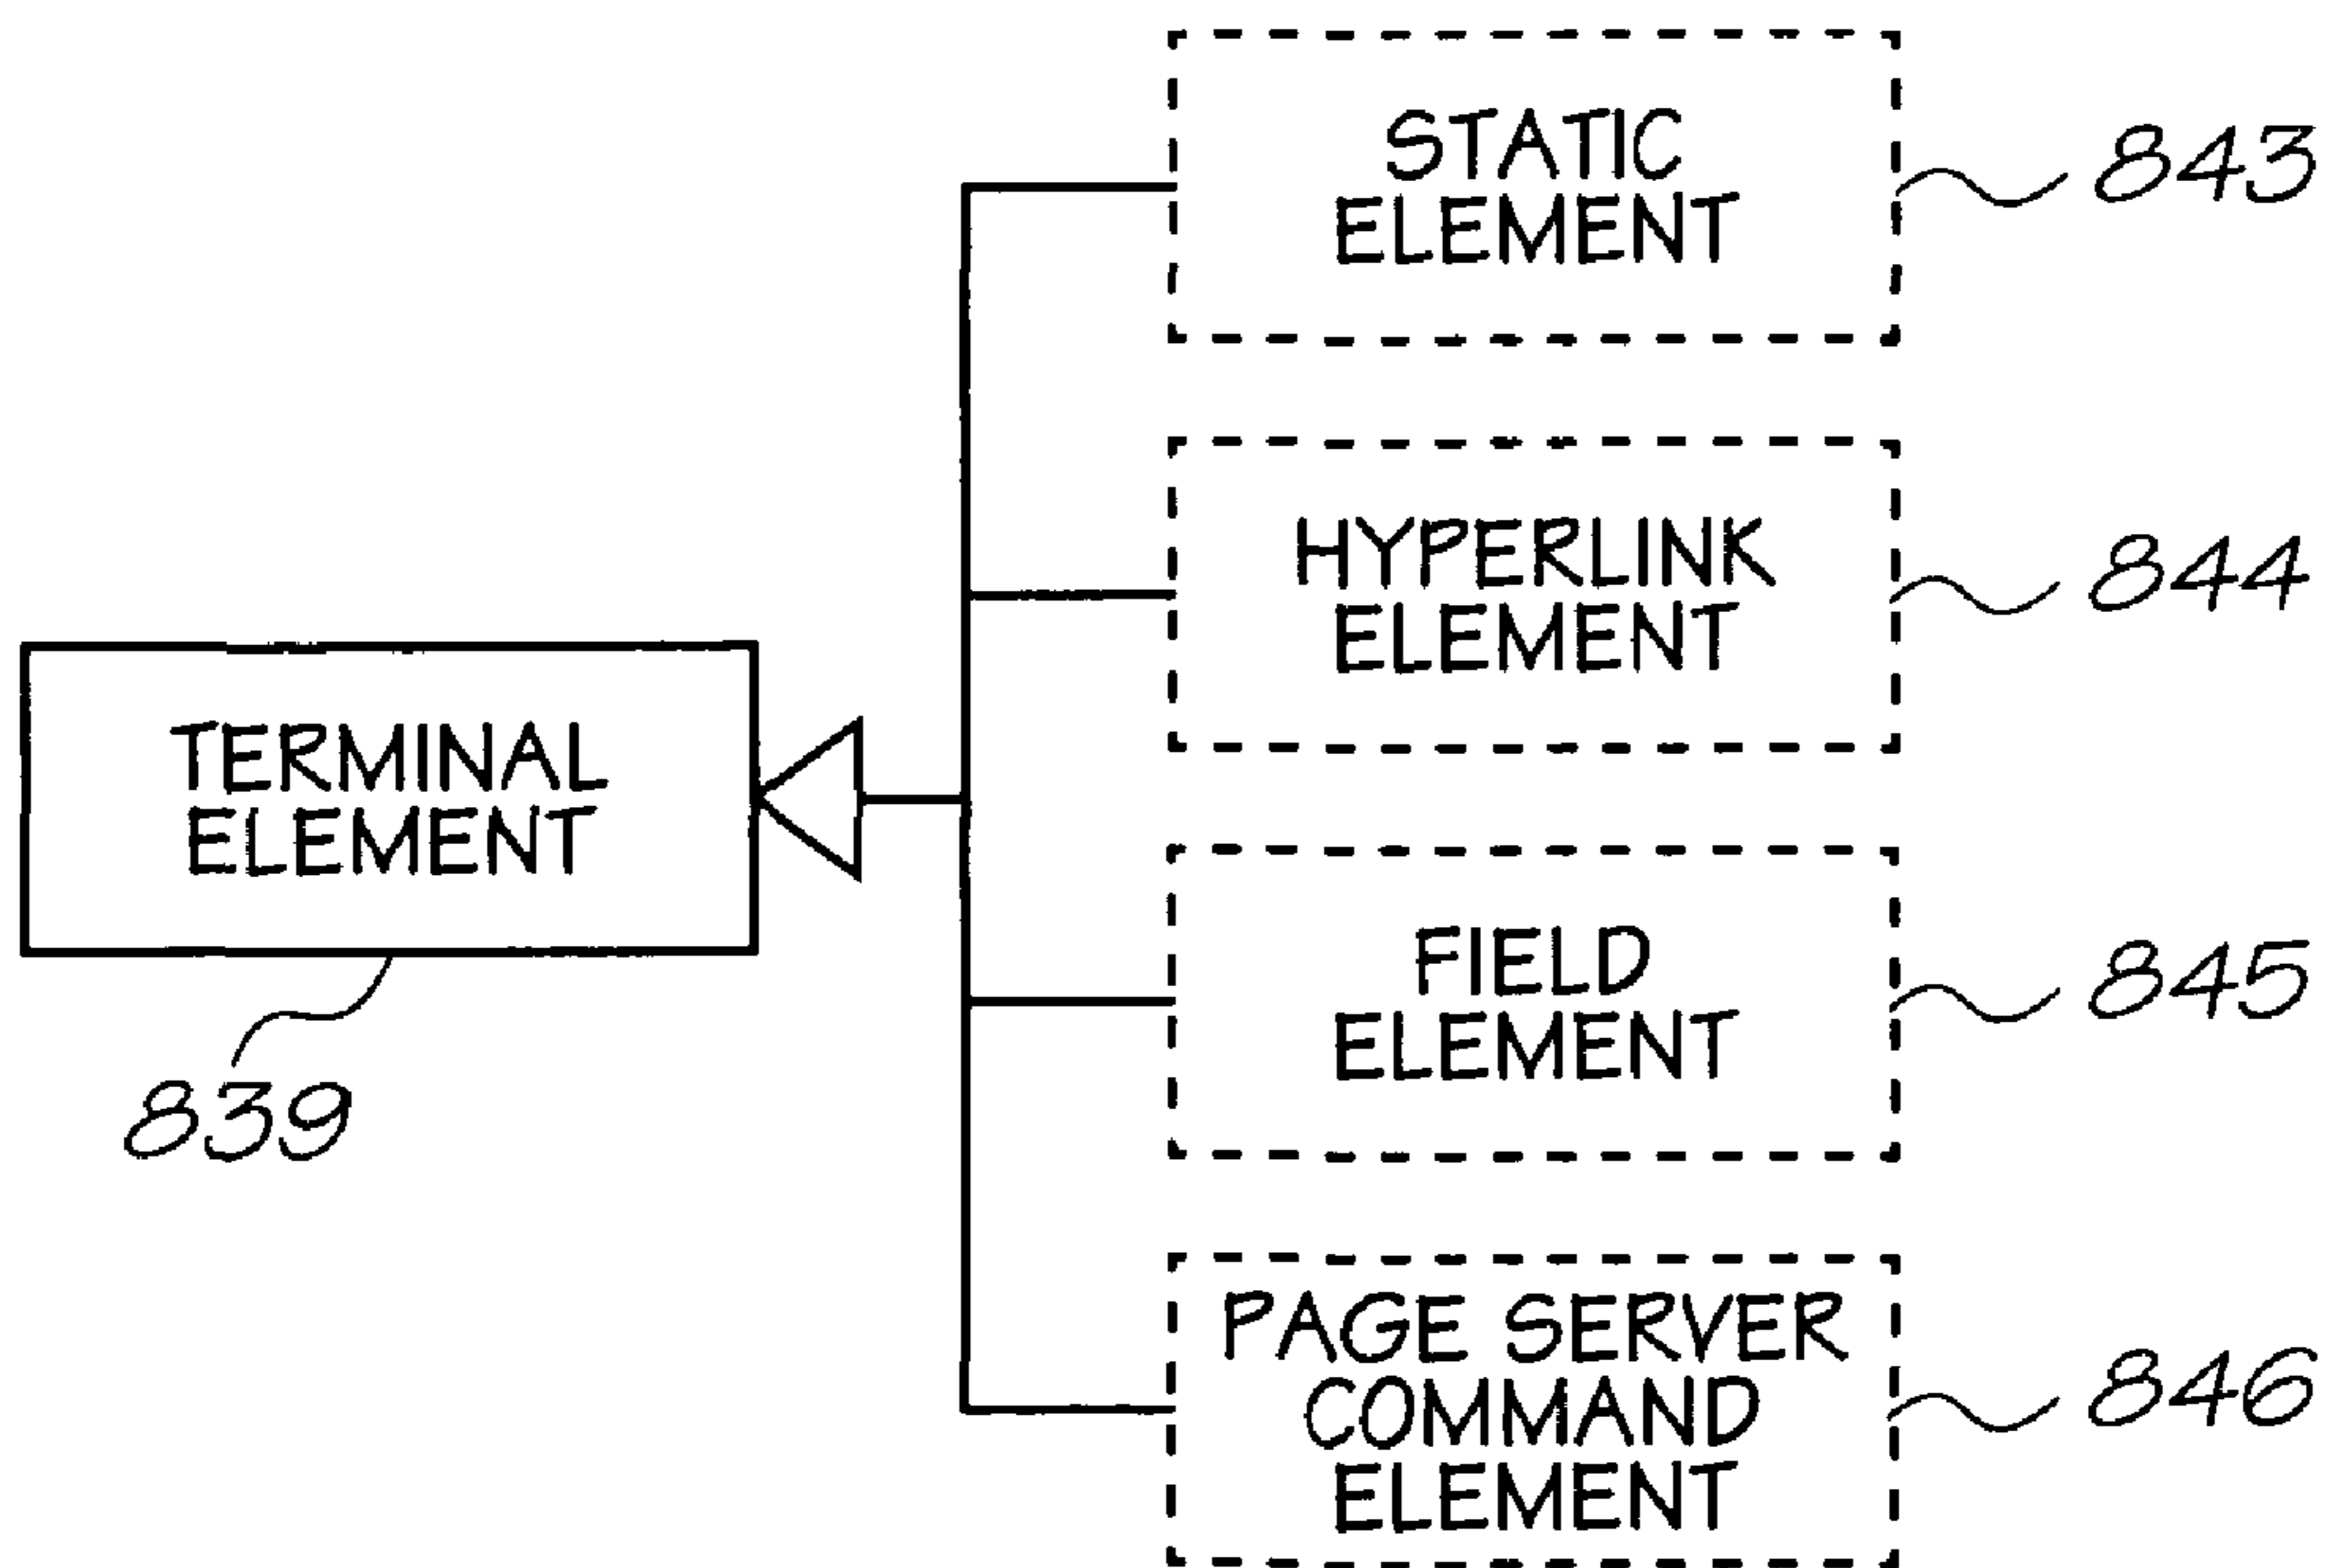 STATIC
ELEMENT
843
HYPERLINK
ELEMENT
844
TERMINAL
ELEMENT
839
FIELD
ELEMENT
845
PAGE SERVER
COMMAND
ELEMENT
846